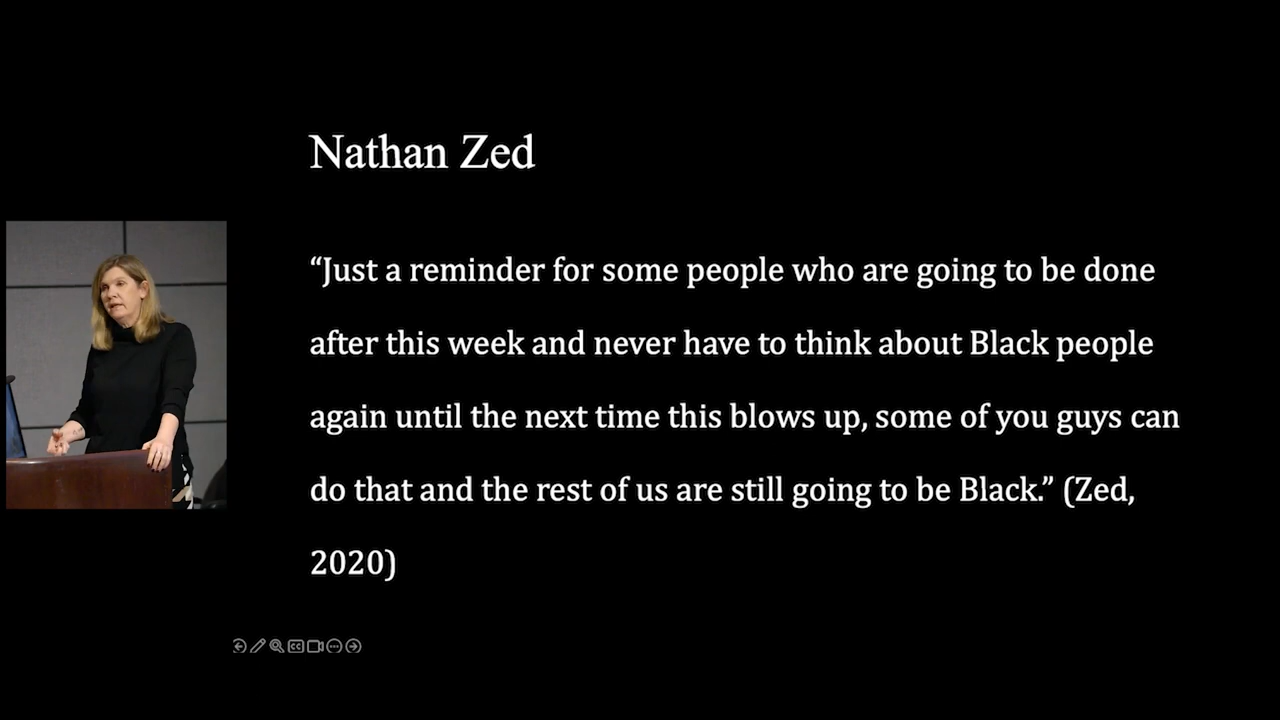 Nathan Zed
“Just a reminder for some people who are going to be done
after this week and never have to think about Black people
again until the next time this blows up, some of you guys can
do that and the rest of us are still going to be Black.” (Zed,
2020)